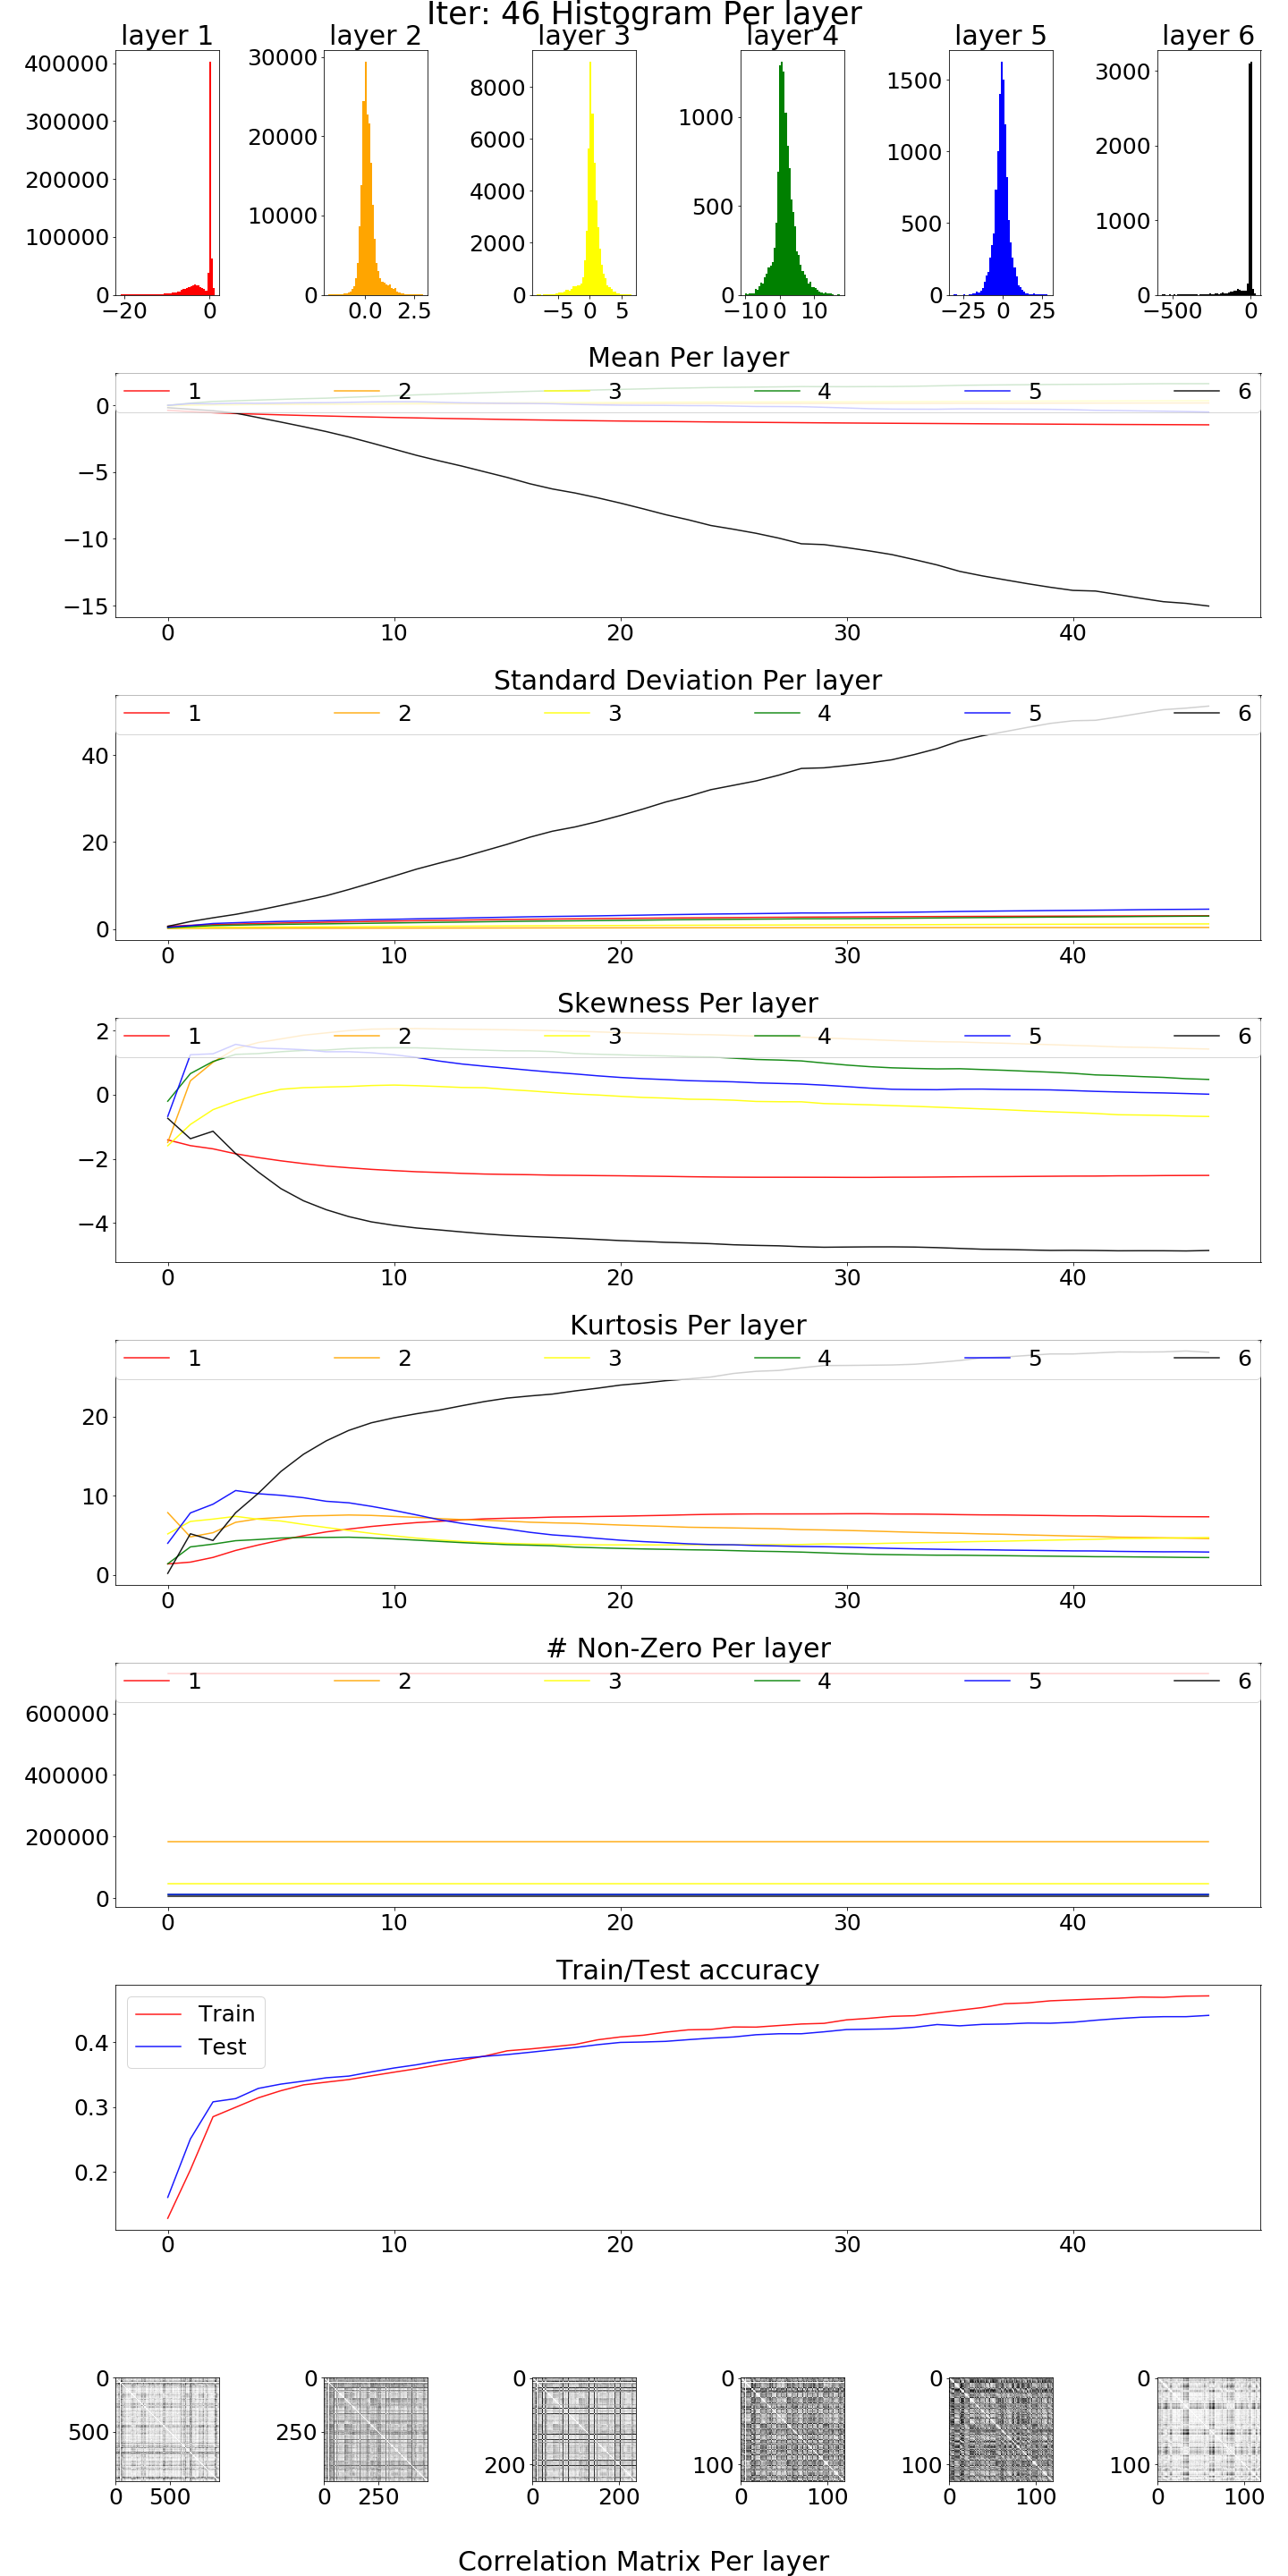 Iter: 46 Histogram Per layer
layer 1 layer 2 layer 3 layer 4 layer 5 layer 6
400000 300000 200000 100000 0
−20 0
30000 20000 10000 0
0.0 2.5
8000 6000 4000 2000 0
−5 0 5
1000 500 0
−10 0 10
1500 1000 500 0
−25 0 25
3000 2000 1000 0
−500 0
Mean Per layer
1 2 3 4 5 6
0
−5
−10
−15
0 10 20 30 40
Standard Deviation Per layer
1 2 3 4 5 6
40
20
0
0 10 20 30 40
Skewness Per layer
1 2 3 4 5 6
2
0
−2
−4
0 10 20 30 40
Kurtosis Per layer
1 2 3 4 5 6
20
10
0
0 10 20 30 40
# Non-Zero Per layer
1 2 3 4 5 6
600000
400000
200000
0
0 10 20 30 40
Train/Test accuracy
Train
Test
0.4
0.3
0.2
0 10 20 30 40
0 0 0 0 0 0
500 250 200 100 100 100
0 500 0 250 0 200 0 100 0 100 0 100
Correlation Matrix Per layer